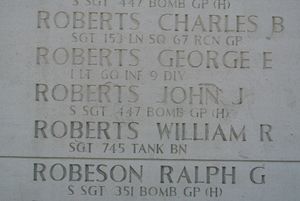 S SGT 447 BOMB GP (H)
ROBERTS CHARLES B
SGT 153 LN SQ 67 RCN GP
ROBERTS GEORGE E
1 LT 60 INF 9 DIV
ROBERTS JOHN J
S SGT 447 BOMB GP (H)
ROBERTS WILLIAM R
SGT 745 TANK BN
ROBESON RALPH G
S SGT 351 BOMB GP (H)